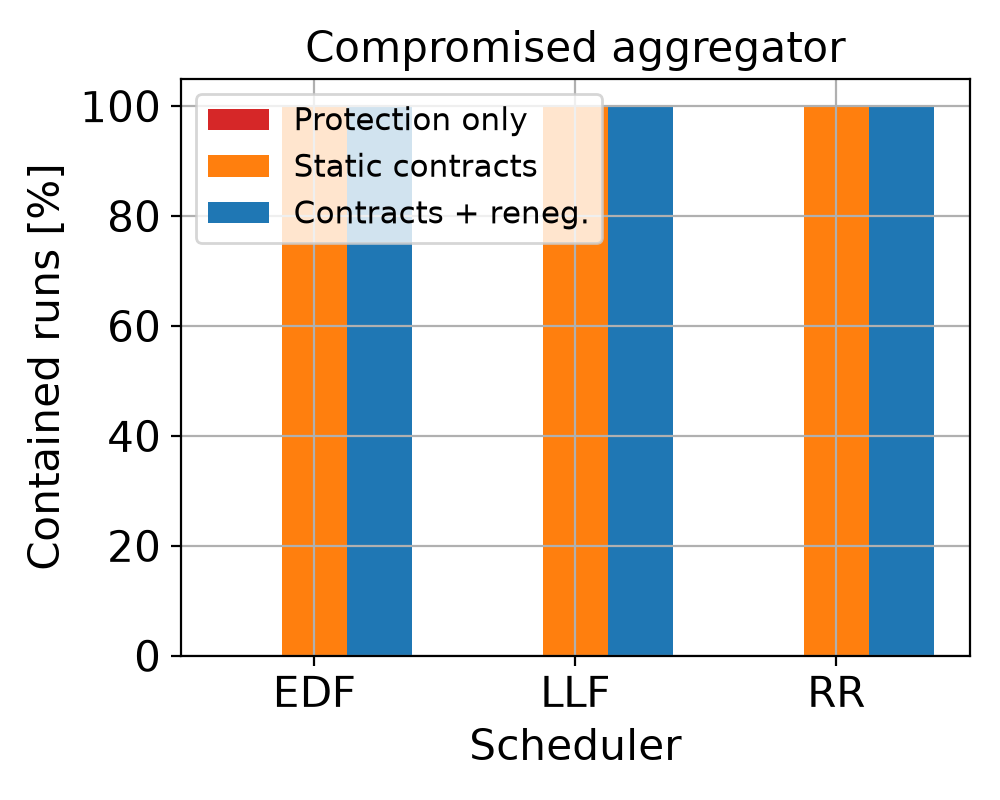 Compromised aggregator
Contained runs [%]
100
80
60
40
20
0
Protection only
Static contracts
Contracts + reneg.
EDF LLF RR
Scheduler